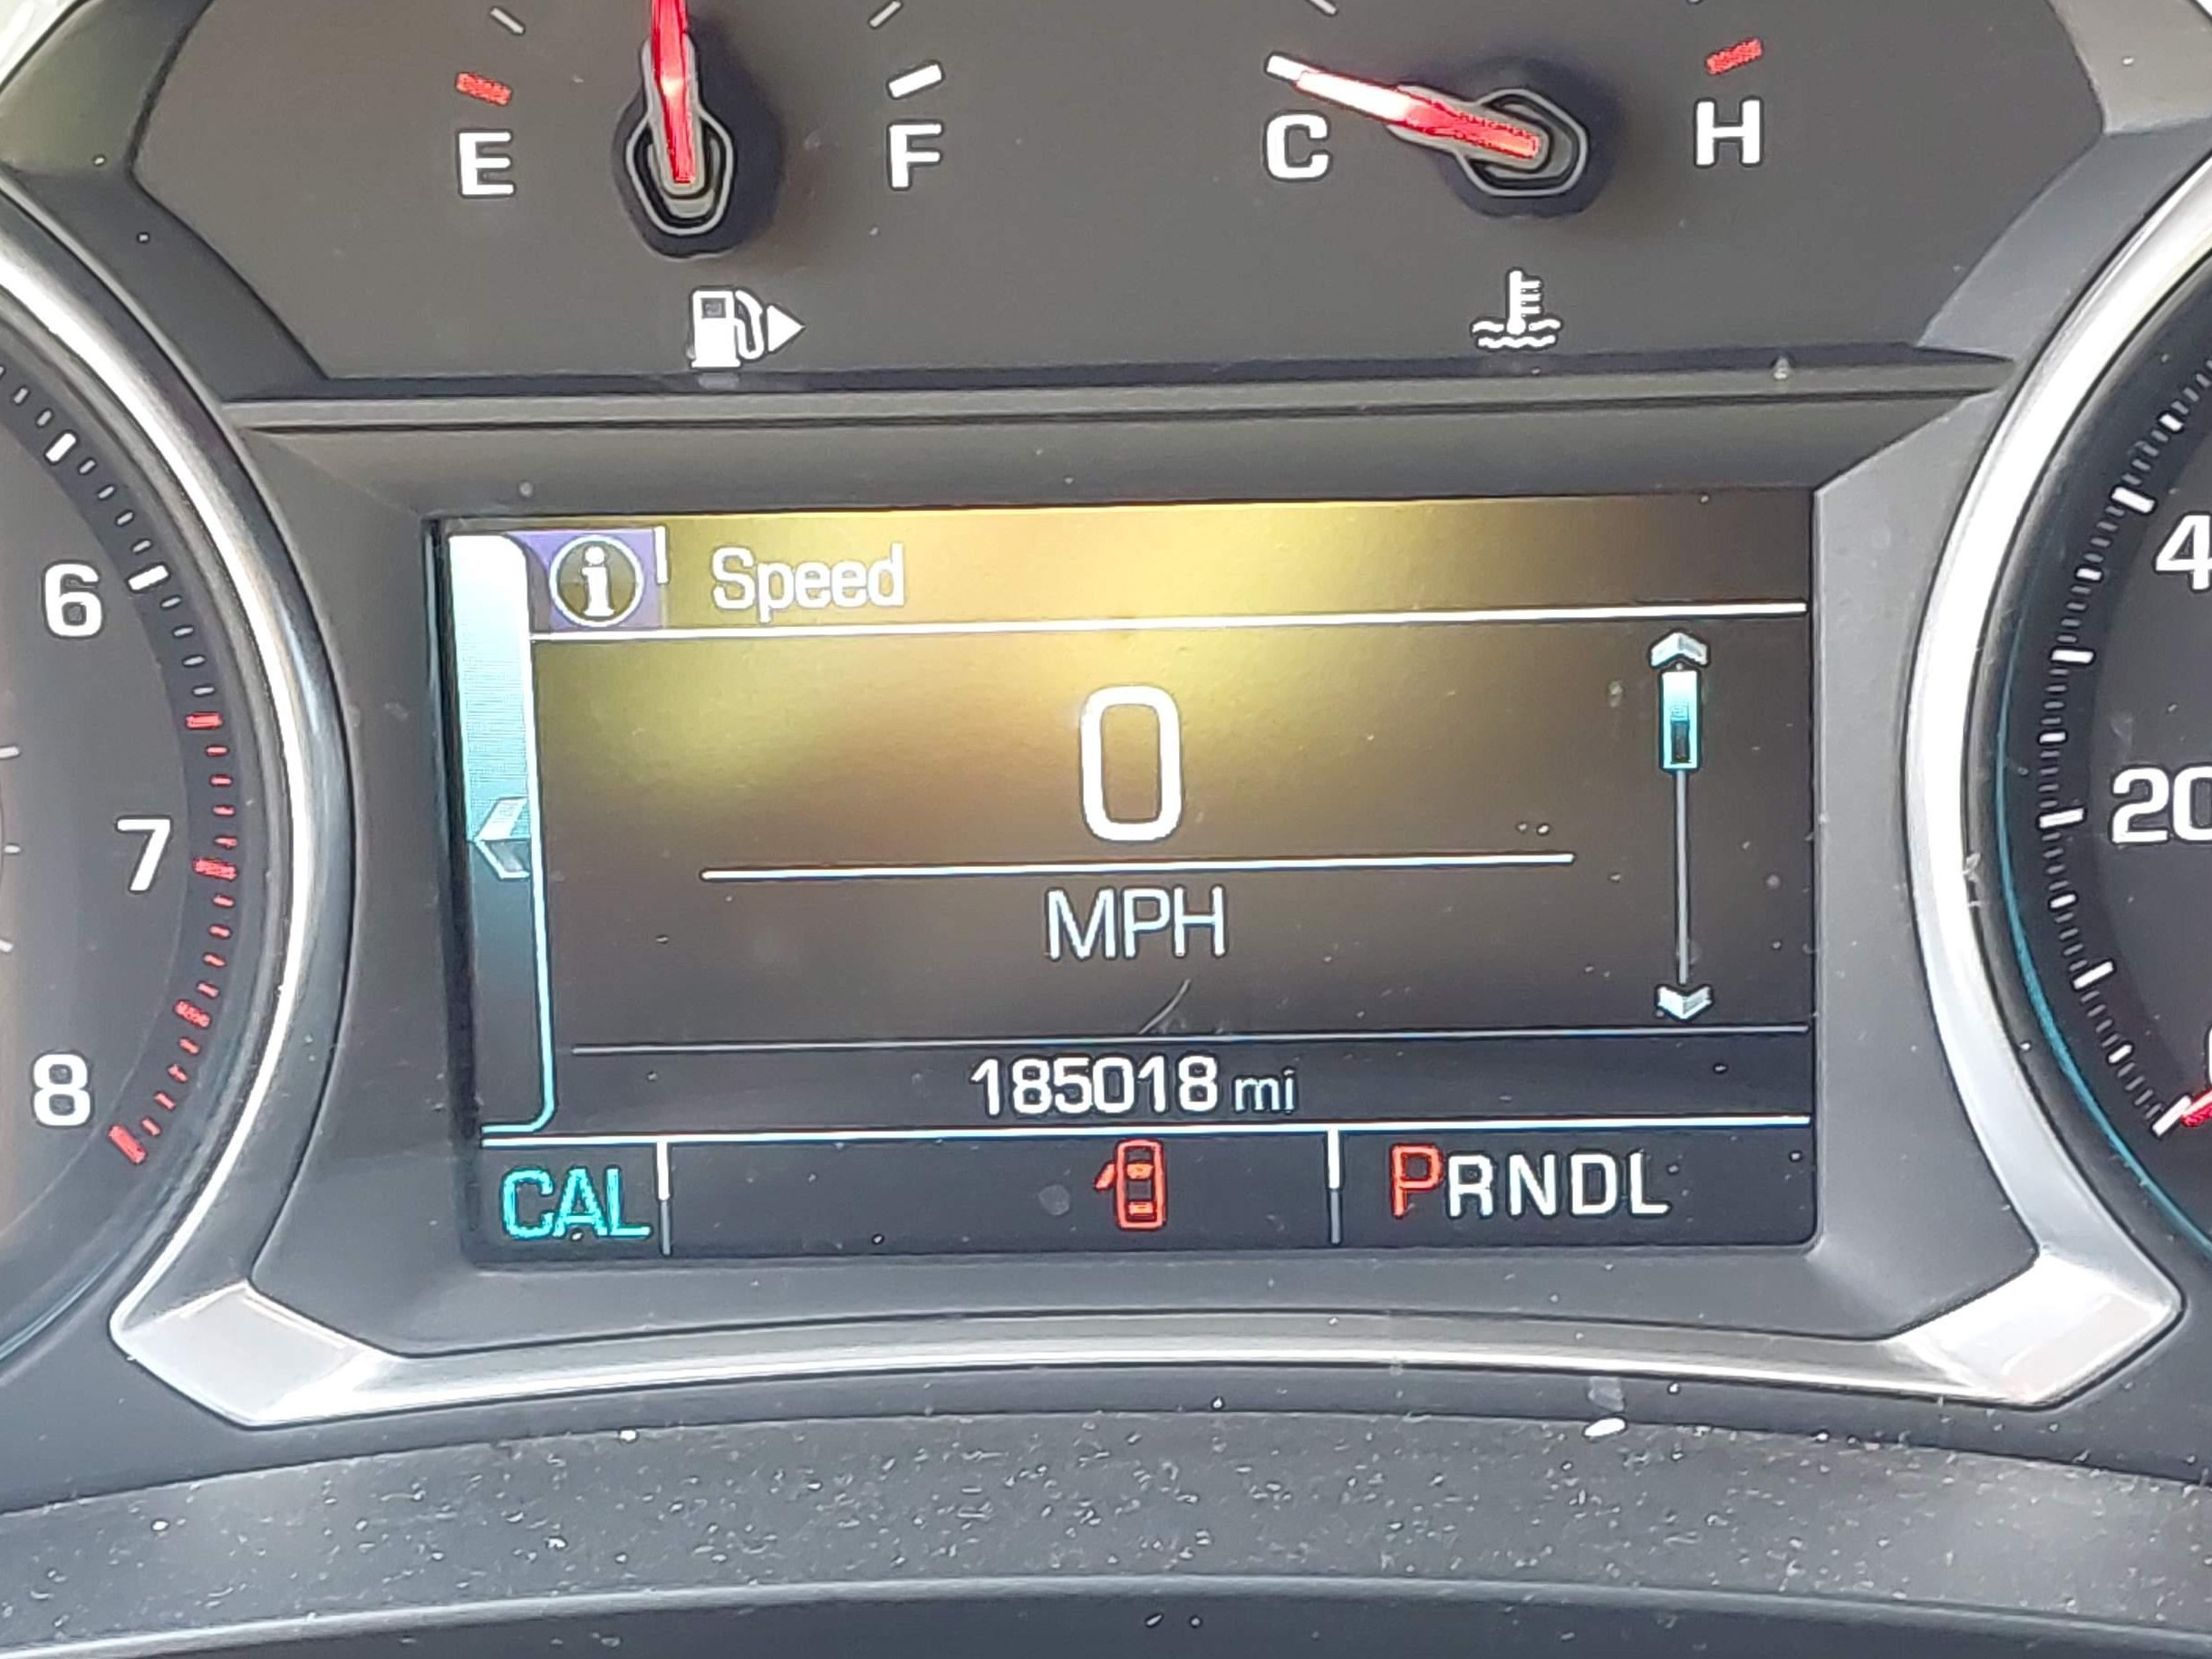 E F C H
Speed
6
4
0
7
20
MPH
8
185018 mi
CAL PRNDL